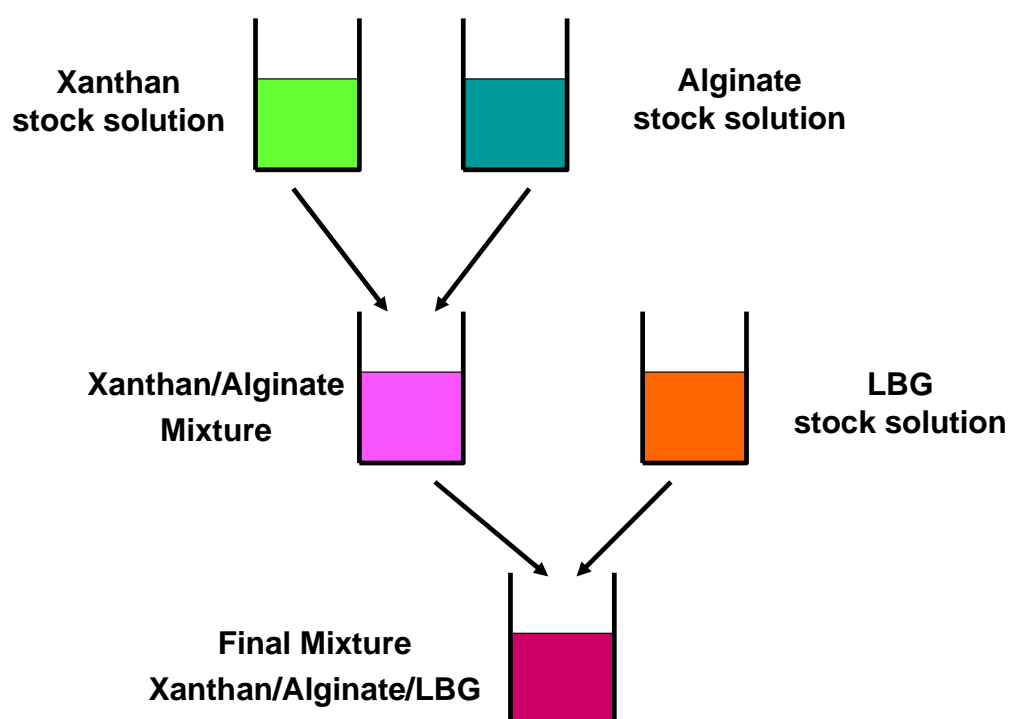 Xanthan
stock solution
Alginate
stock solution
Xanthan/Alginate
Mixture
LBG
stock solution
Final Mixture
Xanthan/Alginate/LBG